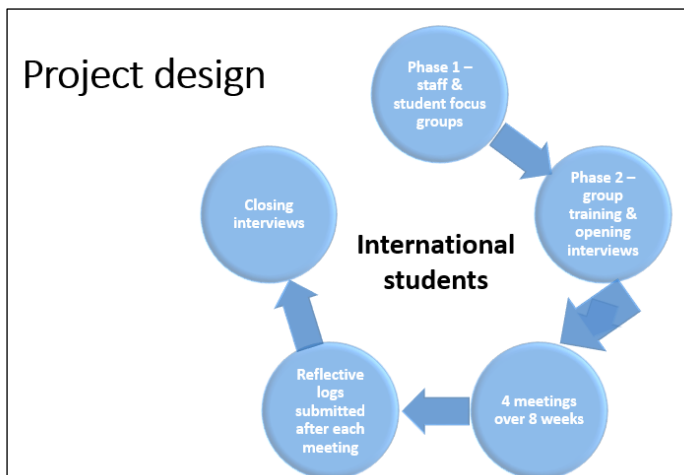 Project design
Phase 1 –
staff &
student focus
groups
Phase 2 –
group
training &
opening
interviews
4 meetings
over 8 weeks
Reflective
logs
submitted
after each
meeting
Closing
interviews
International
students